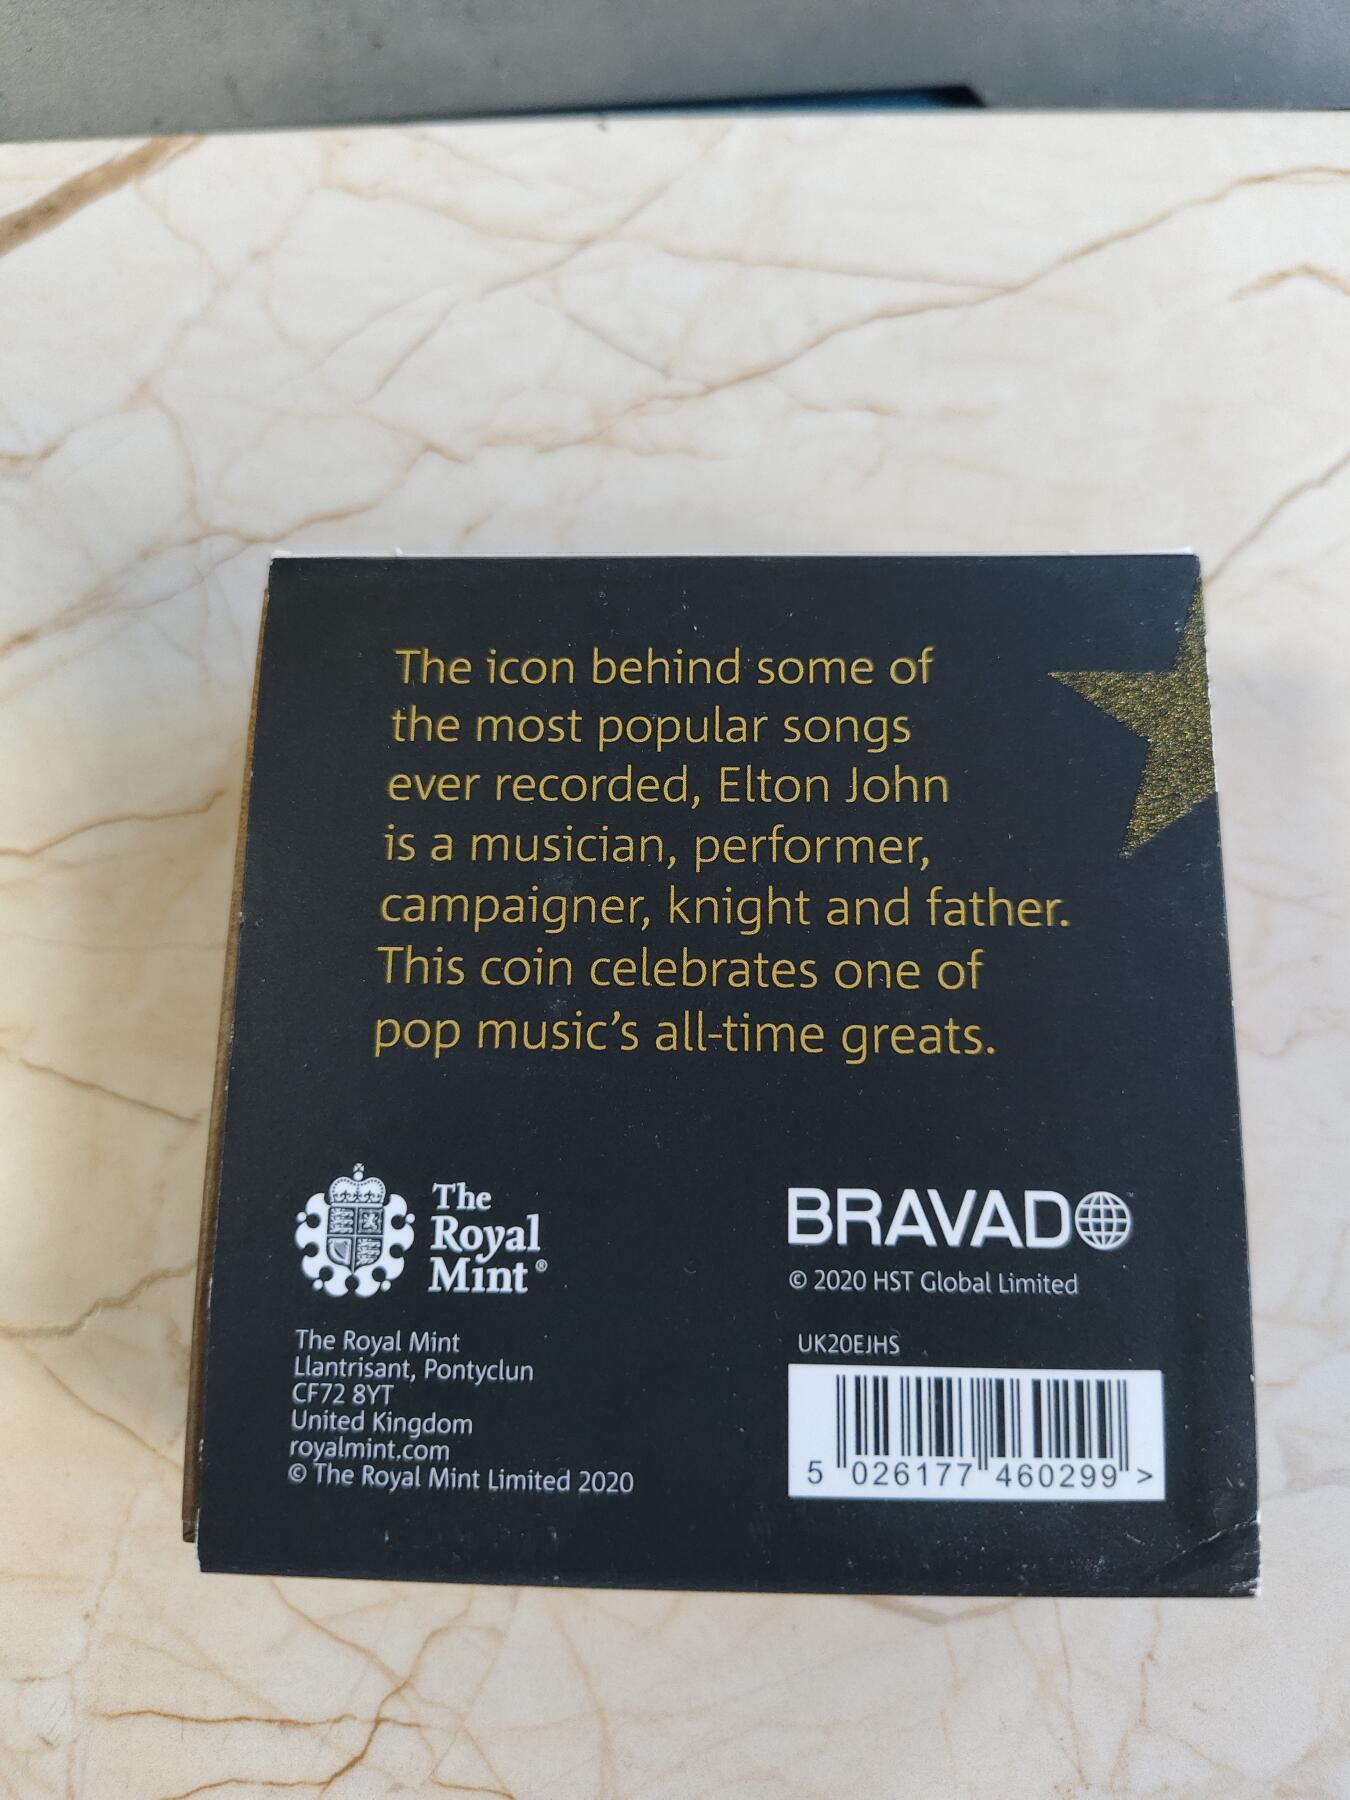 The icon behind some of
the most popular songs
ever recorded, Elton John
is a musician, performer,
campaigner, knight and father.
This coin celebrates one of
pop music's all-time greats.
The
Royal
Mint®
The Royal Mint
Llantrisant, Pontyclun
CF72 8YT
United Kingdom
royalmint.com
© The Royal Mint Limited 2020
BRAVADO™
© 2020 HST Global Limited
UK20EJHS
5 026177 460299 >